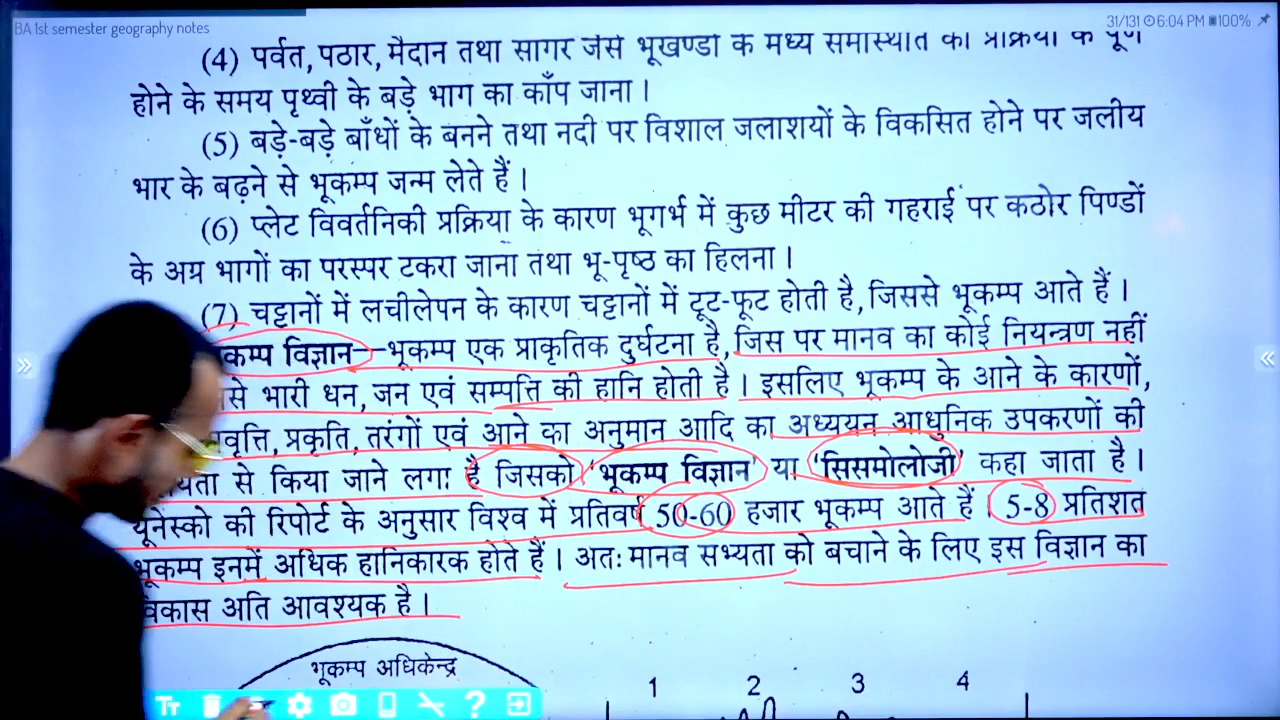 BA 1st semester geography notes
31/131 6:04 PM 100%
(4) पर्वत, पठार, मैदान तथा सागर जैसे भूखण्डों के मध्य समस्थिति की प्रक्रिया के पूर्ण
होने के समय पृथ्वी के बड़े भाग का काँप जाना।
(5) बड़े-बड़े बाँधों के बनने तथा नदी पर विशाल जलाशयों के विकसित होने पर जलीय
भार के बढ़ने से भूकम्प जन्म लेते हैं।
(6) प्लेट विवर्तनिकी प्रक्रिया के कारण भूगर्भ में कुछ मीटर की गहराई पर कठोर पिण्डों
के अग्र भागों का परस्पर टकरा जाना तथा भू-पृष्ठ का हिलना।
(7) चट्टानों में लचीलेपन के कारण चट्टानों में टूट-फूट होती है, जिससे भूकम्प आते हैं।
कम्प विज्ञान—भूकम्प एक प्राकृतिक दुर्घटना है, जिस पर मानव का कोई नियन्त्रण नहीं
से भारी धन, जन एवं सम्पत्ति की हानि होती है। इसलिए भूकम्प के आने के कारणों,
वृत्ति, प्रकृति, तरंगों एवं आने का अनुमान आदि का अध्ययन आधुनिक उपकरणों की
यता से किया जाने लगा है जिसको 'भूकम्प विज्ञान' या 'सिसमोलोजी' कहा जाता है।
यूनेस्को की रिपोर्ट के अनुसार विश्व में प्रतिवर्ष 50-60 हजार भूकम्प आते हैं। 5-8 प्रतिशत
भूकम्प इनमें अधिक हानिकारक होते हैं। अतः मानव सभ्यता को बचाने के लिए इस विज्ञान का
विकास अति आवश्यक है।
भूकम्प अधिकेन्द्र
1 2 3 4
Tr